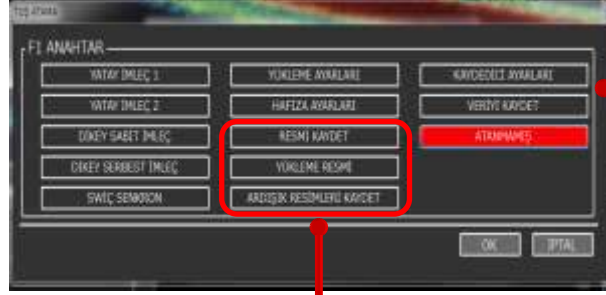 TUŞ ATAMA
F1 ANAHTAR
YATAY İMLEÇ 1
YÜKLEME AYARLARI
KAYDEDİCİ AYARLARI
YATAY İMLEÇ 2
HAFIZA AYARLARI
VERİYİ KAYDET
DİKEY SABİT İMLEÇ
RESMİ KAYDET
ATANMAMIŞ
DİKEY SERBEST İMLEÇ
YÜKLEME RESMİ
SWİÇ SENKRON
ARDIŞIK RESİMLERİ KAYDET
OK
İPTAL